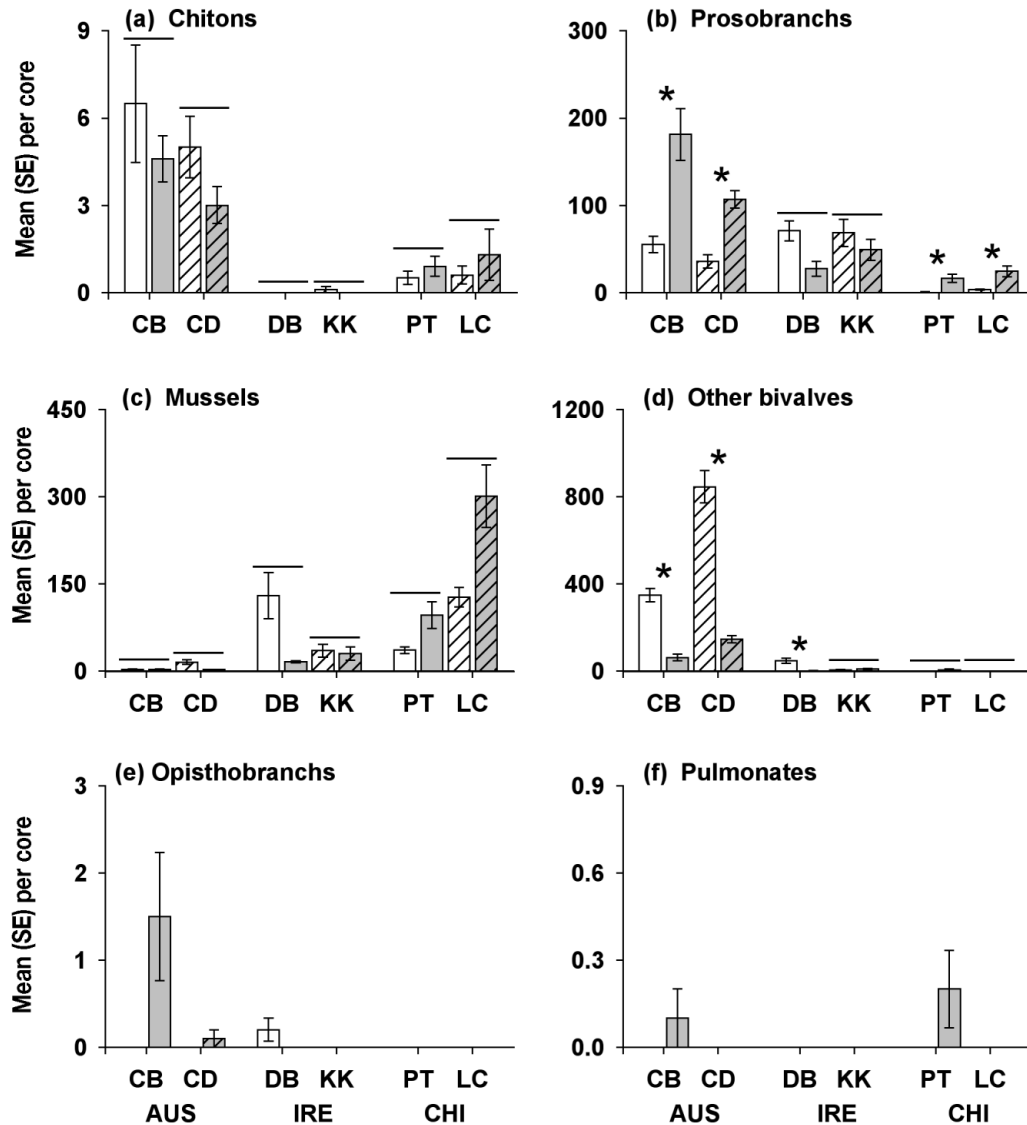 (a) Chitons
Mean (SE) per core
9
6
3
0
CB CD DB KK PT LC
(b) Prosobranchs
300
200
100
0
* * * *
CB CD DB KK PT LC
(c) Mussels
Mean (SE) per core
450
300
150
0
CB CD DB KK PT LC
(d) Other bivalves
1200
800
400
0
* * *
CB CD DB KK PT LC
(e) Opisthobranchs
Mean (SE) per core
3
2
1
0
CB CD DB KK PT LC
AUS IRE CHI
(f) Pulmonates
0.9
0.6
0.3
0.0
CB CD DB KK PT LC
AUS IRE CHI